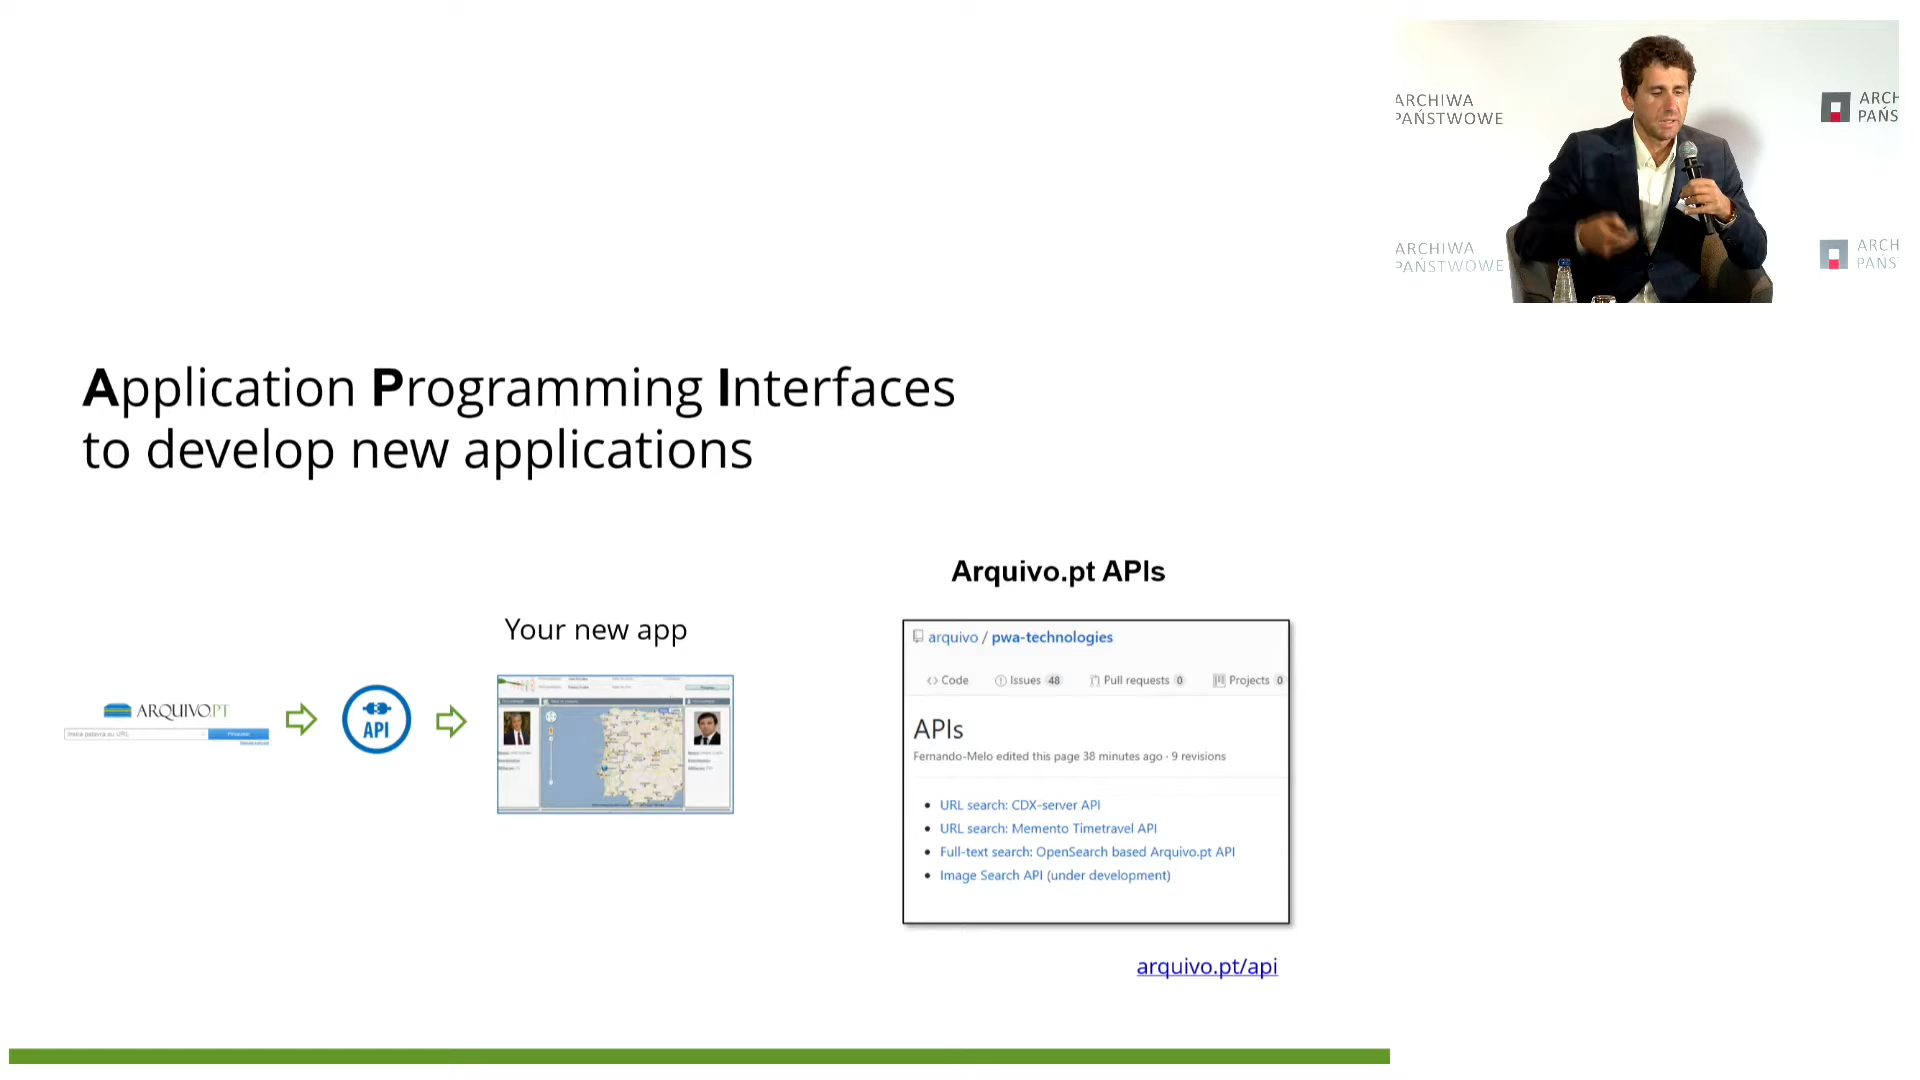 ARCHIWA
PAŃSTWOWE
ARCH
PAŃS
ARCHIWA
PAŃSTWOWE
ARCH
PAŃS
Application Programming Interfaces
to develop new applications
Your new app
ARQUIVO.PT
API
Arquivo.pt APIs
arquivo / pwa-technologies
Code Issues 48 Pull requests 0 Projects 0
APIs
Fernando-Melo edited this page 38 minutes ago · 9 revisions
• URL search: CDX-server API
• URL search: Memento Timetravel API
• Full-text search: OpenSearch based Arquivo.pt API
• Image Search API (under development)
arquivo.pt/api